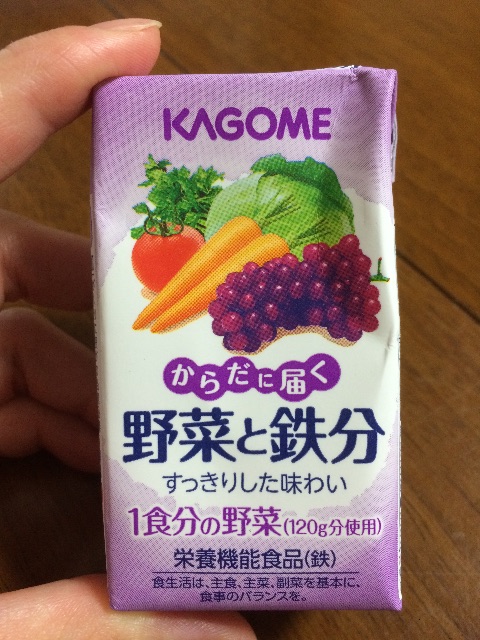 KAGOME
からだに届く
野菜と鉄分
すっきりした味わい
1食分の野菜(120g分使用)
栄養機能食品(鉄)
食生活は、主食、主菜、副菜を基本に、
食事のバランスを。